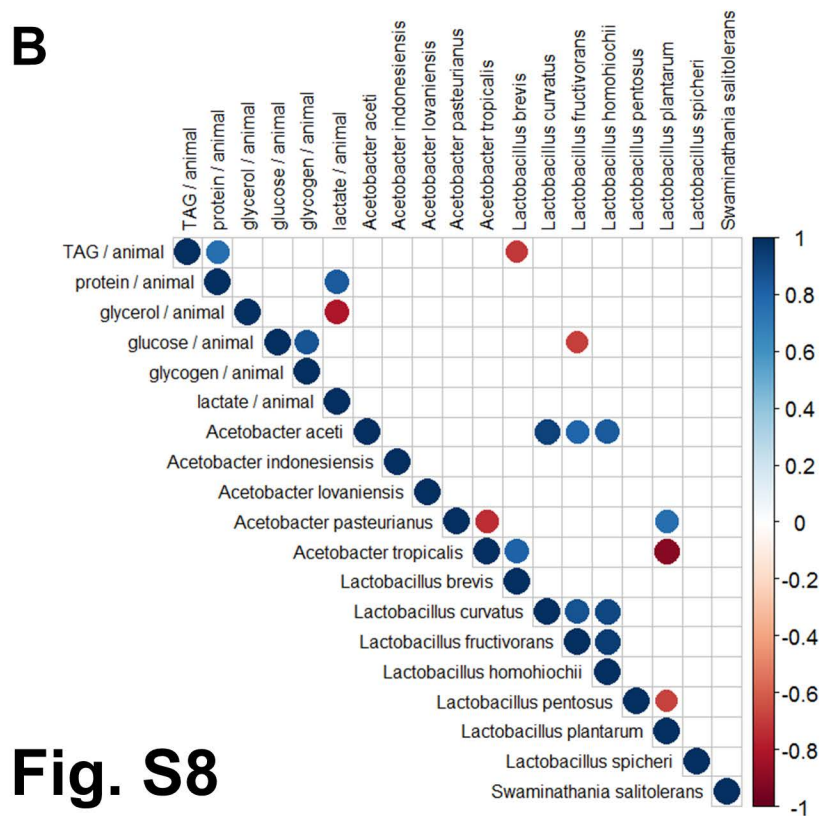 B
TAG / animal
protein / animal
glycerol / animal
glucose / animal
glycogen / animal
lactate / animal
Acetobacter aceti
Acetobacter indonesiensis
Acetobacter lovaniensis
Acetobacter pasteurianus
Acetobacter tropicalis
Lactobacillus brevis
Lactobacillus curvatus
Lactobacillus fructivorans
Lactobacillus homohiochii
Lactobacillus pentosus
Lactobacillus plantarum
Lactobacillus spicheri
Swaminathania salitolerans
TAG / animal
protein / animal
glycerol / animal
glucose / animal
glycogen / animal
lactate / animal
Acetobacter aceti
Acetobacter indonesiensis
Acetobacter lovaniensis
Acetobacter pasteurianus
Acetobacter tropicalis
Lactobacillus brevis
Lactobacillus curvatus
Lactobacillus fructivorans
Lactobacillus homohiochii
Lactobacillus pentosus
Lactobacillus plantarum
Lactobacillus spicheri
Swaminathania salitolerans
1
0.8
0.6
0.4
0.2
0
-0.2
-0.4
-0.6
-0.8
-1
Fig. S8